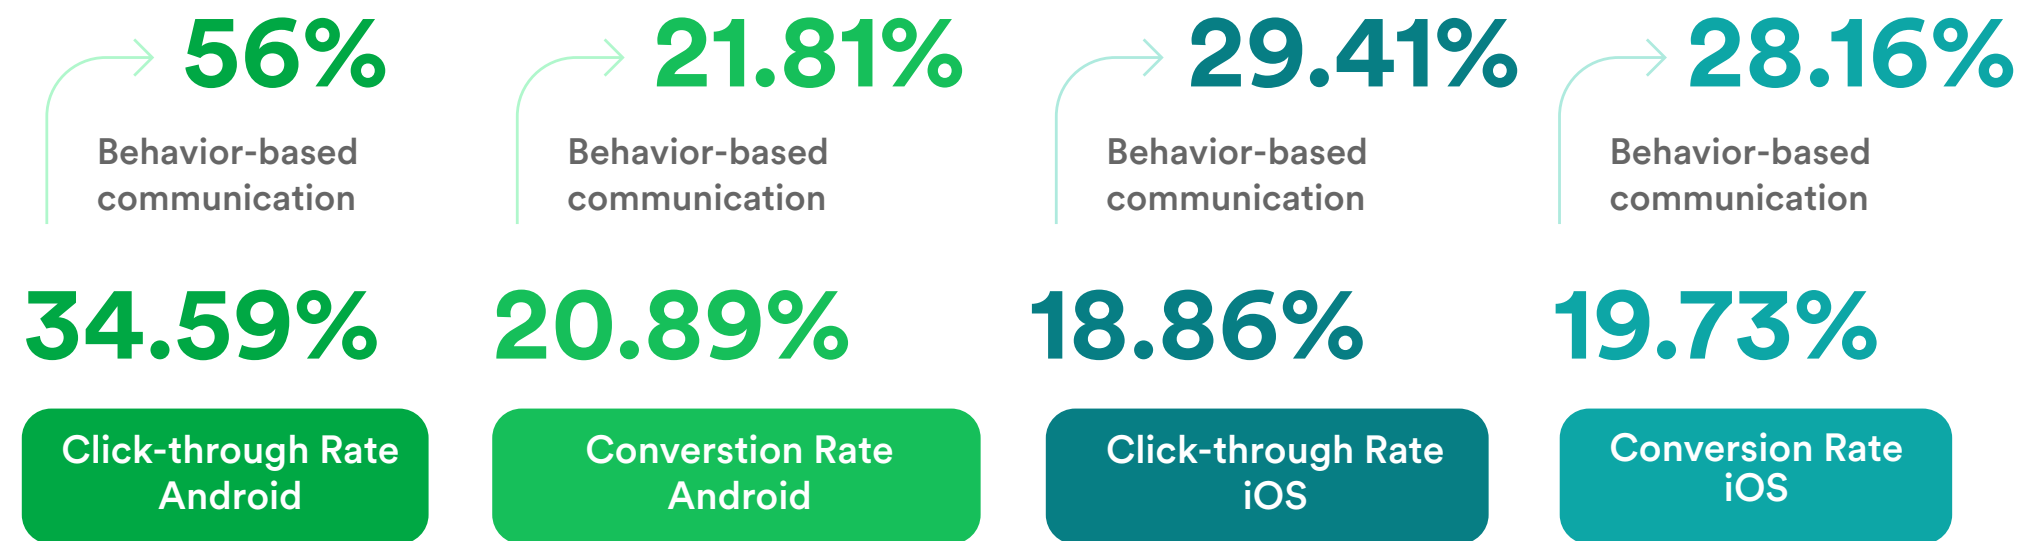 56%
Behavior-based
communication
34.59%
Click-through Rate
Android
21.81%
Behavior-based
communication
20.89%
Converstion Rate
Android
29.41%
Behavior-based
communication
18.86%
Click-through Rate
iOS
28.16%
Behavior-based
communication
19.73%
Conversion Rate
iOS